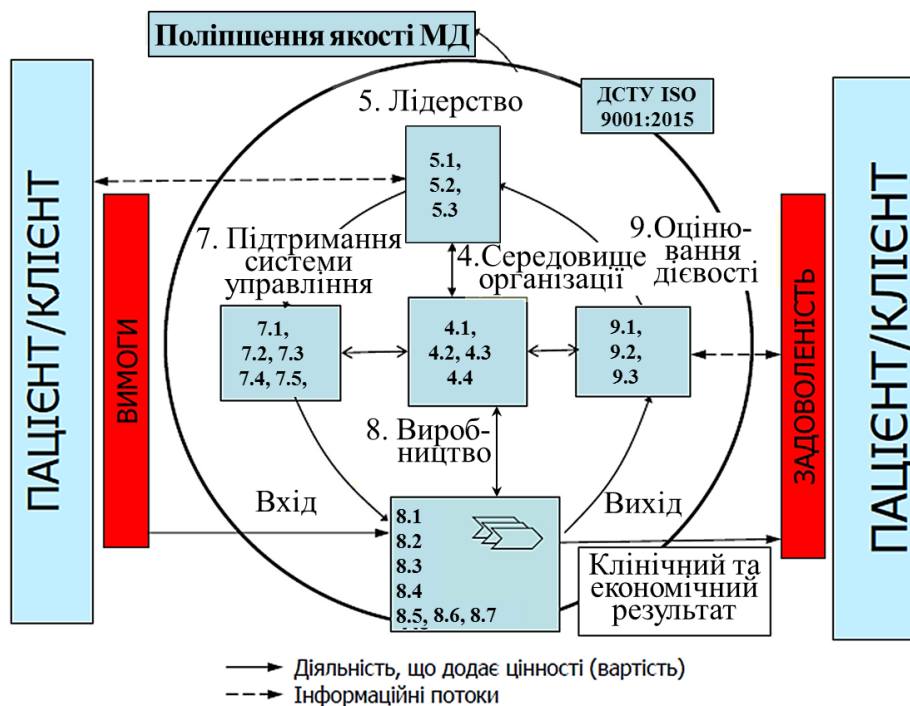 Поліпшення якості МД
ДСТУ ISO
9001:2015
ПАЦІЄНТ/КЛІЄНТ
ВИМОГИ
5. Лідерство
5.1,
5.2,
5.3
7. Підтримання
системи
управління
4.Середовище
організації
9.Оціню-
вання
дієвості
7.1,
7.2, 7.3
7.4, 7.5,
4.1,
4.2, 4.3
4.4
9.1,
9.2,
9.3
8. Вироб-
ництво
Вхід
Вихід
8.1
8.2
8.3
8.4
8.5, 8.6, 8.7
Клінічний та
економічний
результат
ЗАДОВОЛЕНІСТЬ
ПАЦІЄНТ/КЛІЄНТ
Діяльність, що додає цінності (вартість)
Інформаційні потоки